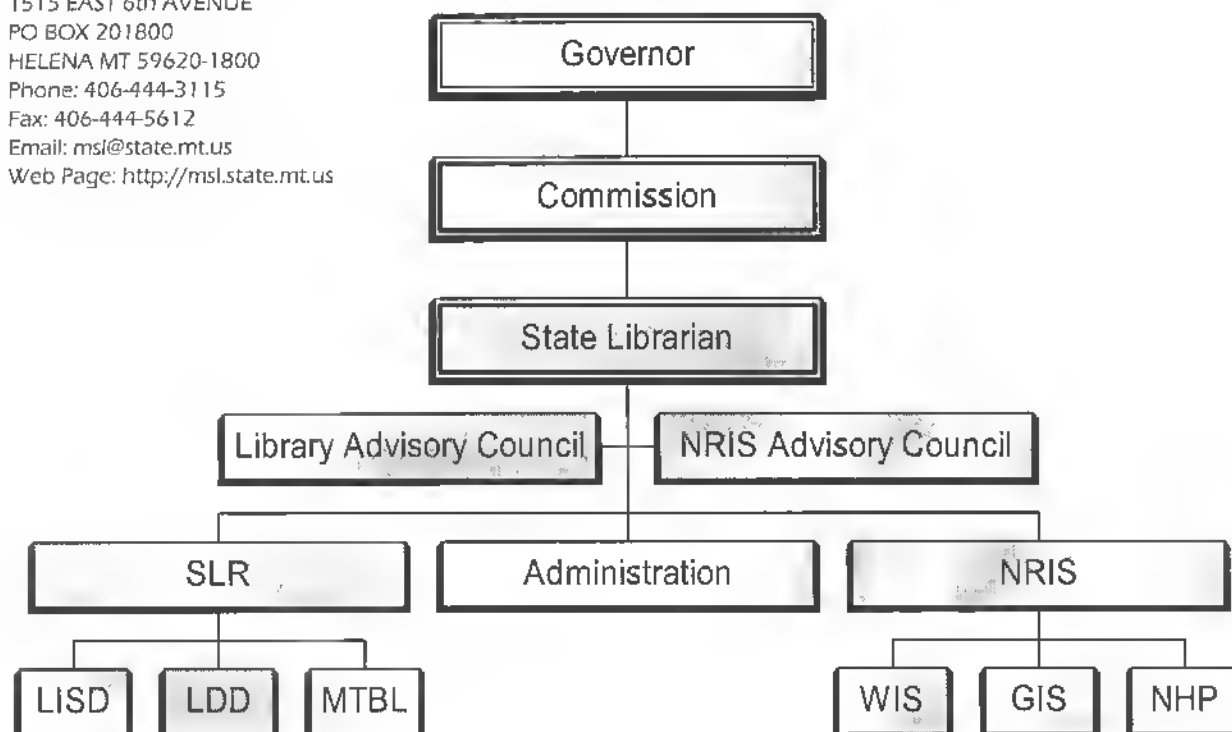 1515 EAST 6th AVENUE
PO BOX 201800
HELENA MT 59620-1800
Phone: 406-444-3115
Fax: 406-444-5612
Email: msl@state.mt.us
Web Page: http://msl.state.mt.us
Governor
Commission
State Librarian
Library Advisory Council
NRIS Advisory Council
SLR
Administration
NRIS
LISD
LDD
MTBL
WIS
GIS
NHP